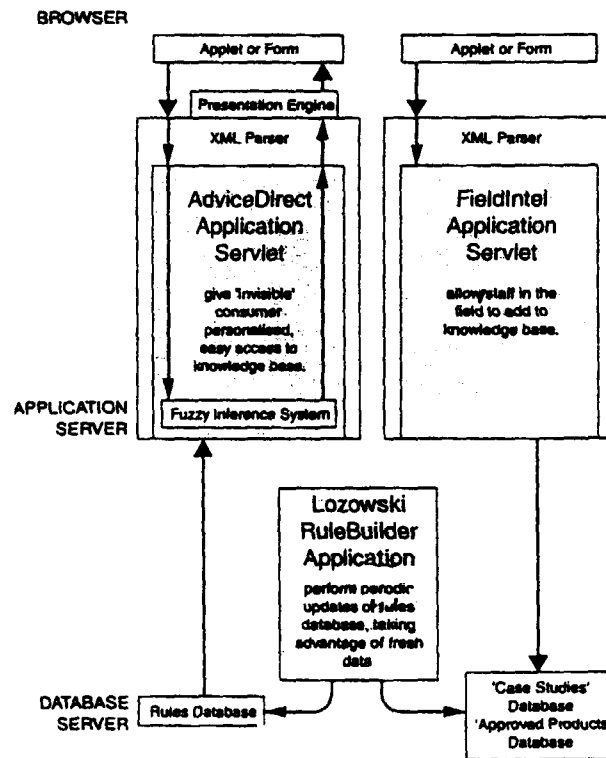 BROWSER
Applet or Form
Presentation Engine
XML Parser
AdviceDirect
Application
Servlet
give 'invisible'
consumer
personalised,
easy access to
knowledge base.
Fuzzy Inference System
Applet or Form
XML Parser
FieldIntel
Application
Servlet
allow staff in the
field to add to
knowledge base.
APPLICATION
SERVER
Lozowski
RuleBuilder
Application
perform periodic
updates of rules
database, taking
advantage of fresh
data
DATABASE
SERVER
Rules Database
'Case Studies'
Database
'Approved Products'
Database